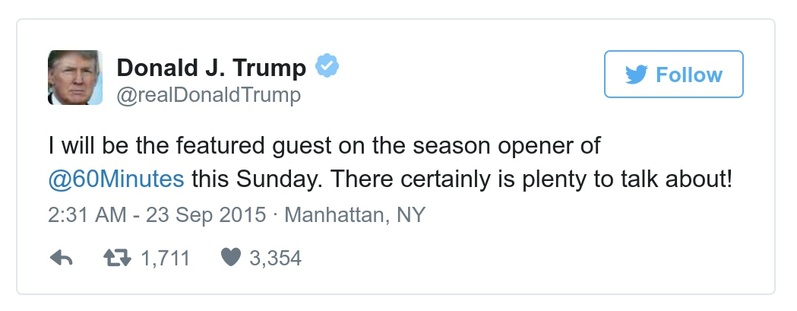 Donald J. Trump
@realDonaldTrump
Follow
I will be the featured guest on the season opener of
@60Minutes this Sunday. There certainly is plenty to talk about!
2:31 AM - 23 Sep 2015 · Manhattan, NY
1,711 3,354